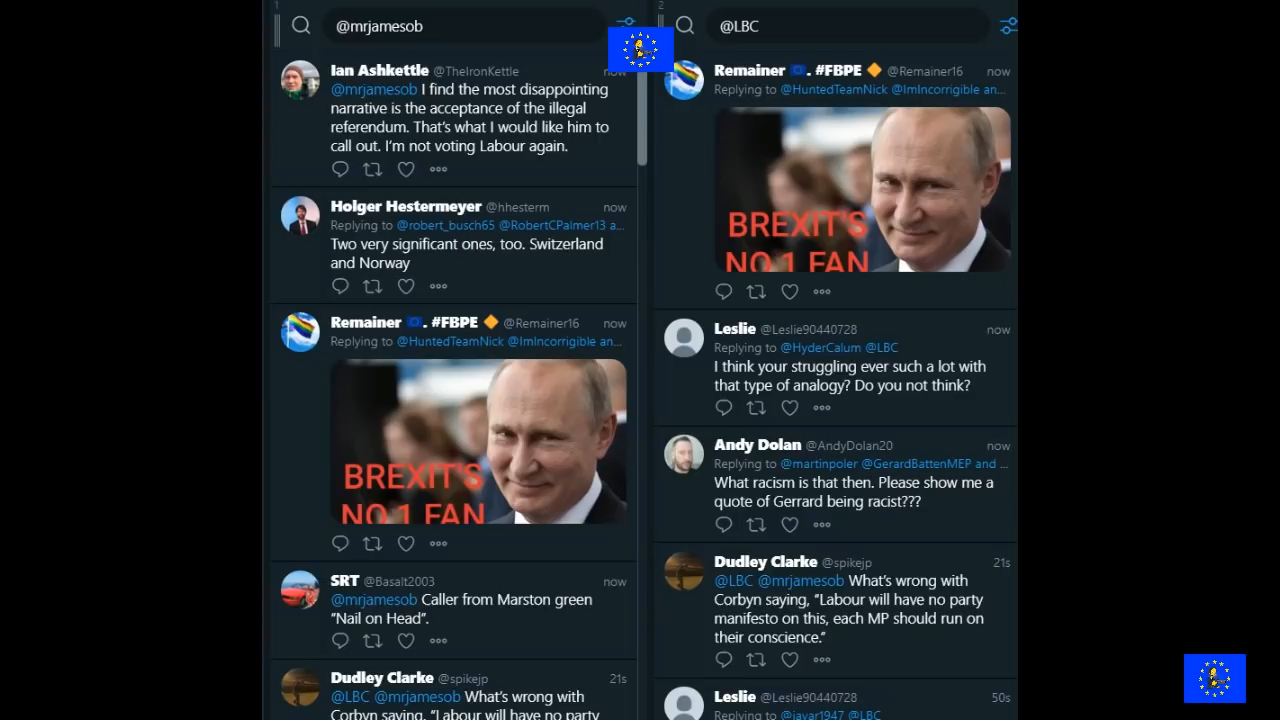 1
@mrjamesob
Ian Ashkettle @TheIronKettle now
@mrjamesob I find the most disappointing
narrative is the acceptance of the illegal
referendum. That's what I would like him to
call out. I'm not voting Labour again.
Holger Hestermeyer @hhesterm now
Replying to @robert_busch65 @RobertCPalmer13 a...
Two very significant ones, too. Switzerland
and Norway
Remainer 🇪🇺. #FBPE 🔶 @Remainer16 now
Replying to @HuntedTeamNick @ImIncorrigible an...
BREXIT'S
NO 1 FAN
SRT @Basalt2003 now
@mrjamesob Caller from Marston green
"Nail on Head".
Dudley Clarke @spikejp 21s
@LBC @mrjamesob What's wrong with
Corbyn saying, "Labour will have no party
2
@LBC
Remainer 🇪🇺. #FBPE 🔶 @Remainer16 now
Replying to @HuntedTeamNick @ImIncorrigible an...
BREXIT'S
NO 1 FAN
Leslie @Leslie90440728 now
Replying to @HyderCalum @LBC
I think your struggling ever such a lot with
that type of analogy? Do you not think?
Andy Dolan @AndyDolan20 now
Replying to @martinpoler @GerardBattenMEP and ...
What racism is that then. Please show me a
quote of Gerrard being racist???
Dudley Clarke @spikejp 21s
@LBC @mrjamesob What's wrong with
Corbyn saying, "Labour will have no party
manifesto on this, each MP should run on
their conscience."
Leslie @Leslie90440728 50s
Replying to @jayar1947 @LBC